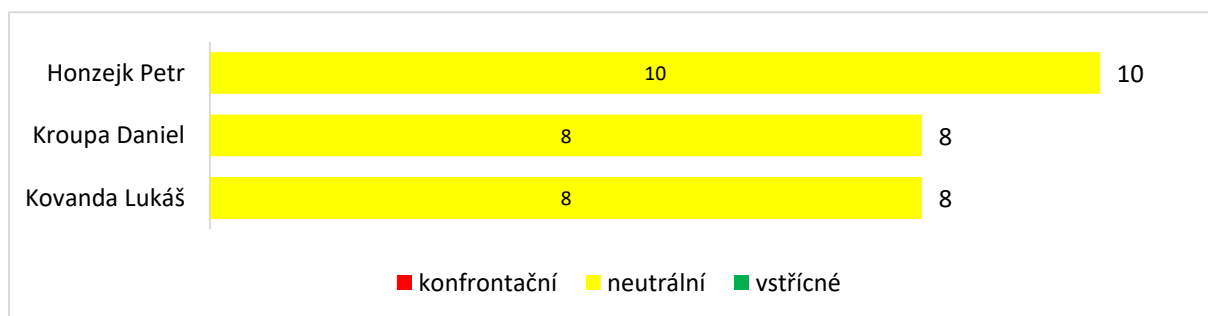 Honzejk Petr 10 10
Kroupa Daniel 8 8
Kovanda Lukáš 8 8
konfrontační neutrální vstřícné